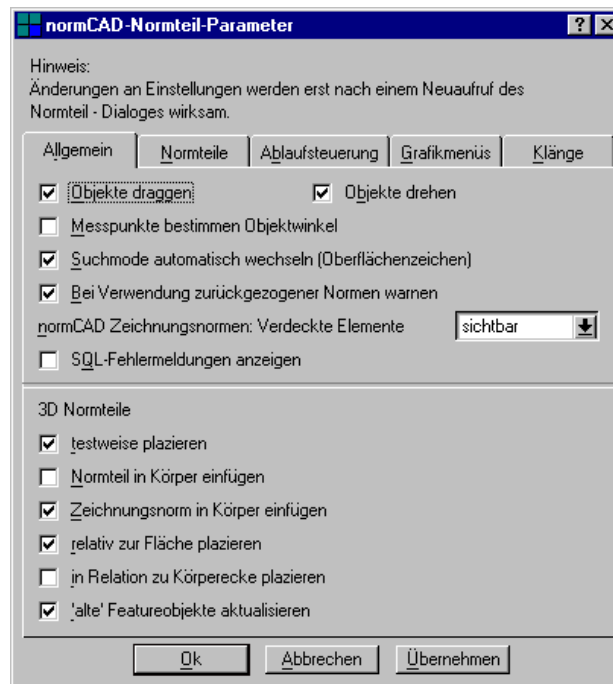 normCAD-Normteil-Parameter
Hinweis:
Änderungen an Einstellungen werden erst nach einem Neuaufruf des
Normteil - Dialoges wirksam.
Allgemein Normteile Ablaufsteuerung Grafikmenüs Klänge
Objekte draggen Objekte drehen
Messpunkte bestimmen Objektwinkel
Suchmode automatisch wechseln (Oberflächenzeichen)
Bei Verwendung zurückgezogener Normen warnen
normCAD Zeichnungsnormen: Verdeckte Elemente sichtbar
SQL-Fehlermeldungen anzeigen
3D Normteile
testweise plazieren
Normteil in Körper einfügen
Zeichnungsnorm in Körper einfügen
relativ zur Fläche plazieren
in Relation zu Körperecke plazieren
'alte' Featureobjekte aktualisieren
Ok Abbrechen Übernehmen